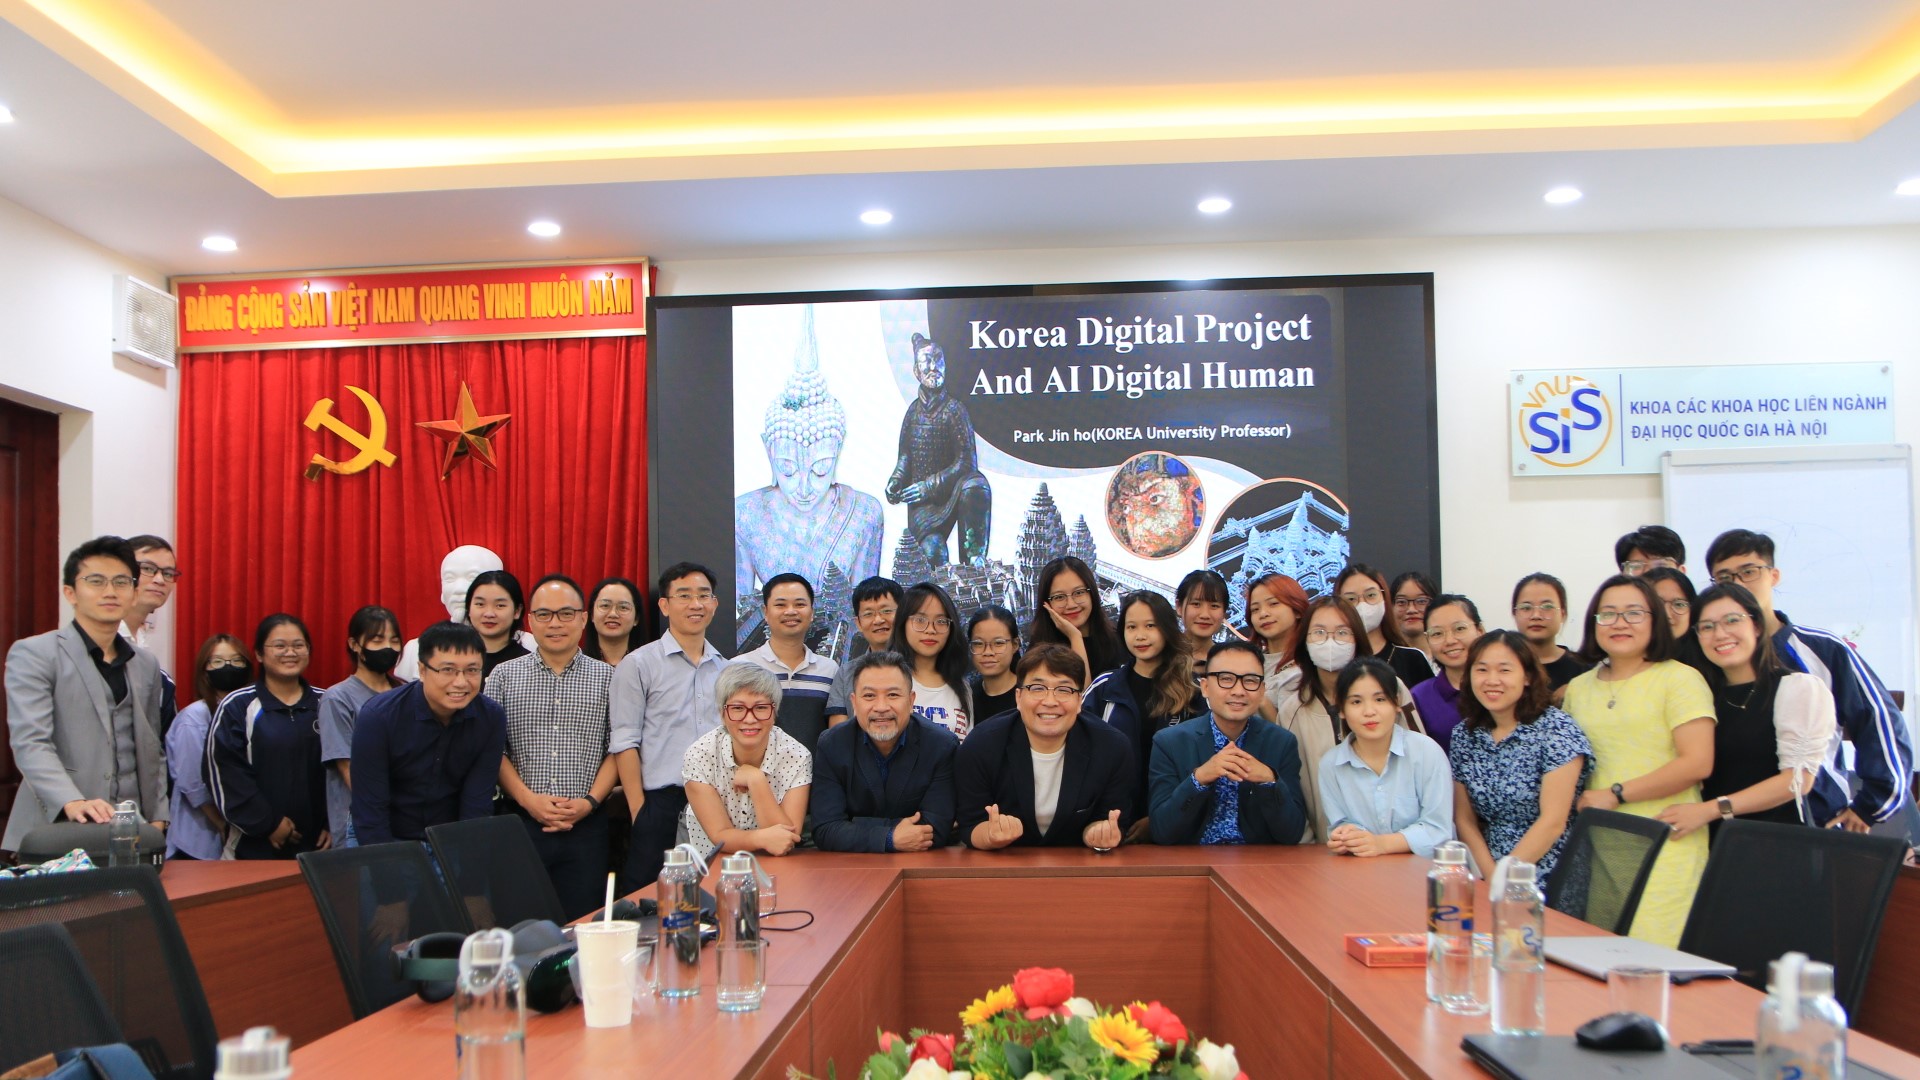 ĐẢNG CỘNG SẢN VIỆT NAM QUANG VINH MUÔN NĂM
Korea Digital Project
And AI Digital Human
Park Jin ho(KOREA University Professor)
VNU
SiS
KHOA CÁC KHOA HỌC LIÊN NGÀNH
ĐẠI HỌC QUỐC GIA HÀ NỘI